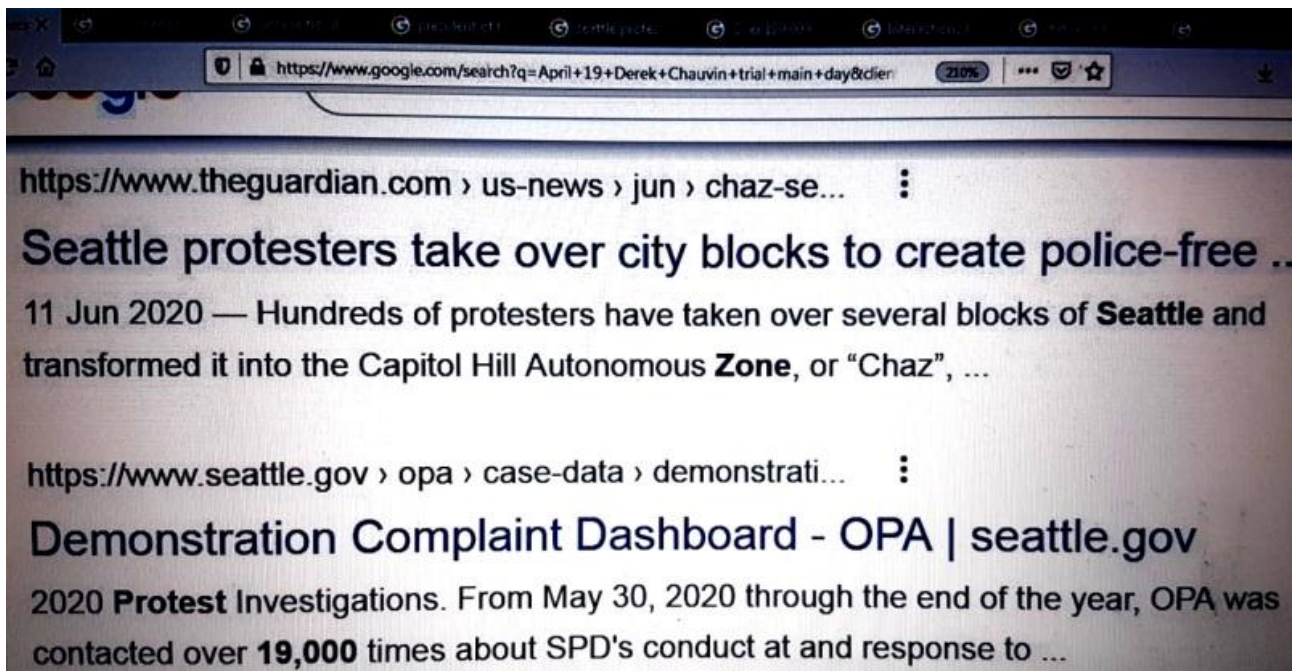 https://www.google.com/search?q=April+19+Derek+Chauvin+trial+main+day&clien 210%
https://www.theguardian.com › us-news › jun › chaz-se...
Seattle protesters take over city blocks to create police-free ..
11 Jun 2020 — Hundreds of protesters have taken over several blocks of Seattle and
transformed it into the Capitol Hill Autonomous Zone, or “Chaz”, ...
https://www.seattle.gov › opa › case-data › demonstrati...
Demonstration Complaint Dashboard - OPA | seattle.gov
2020 Protest Investigations. From May 30, 2020 through the end of the year, OPA was
contacted over 19,000 times about SPD's conduct at and response to ...